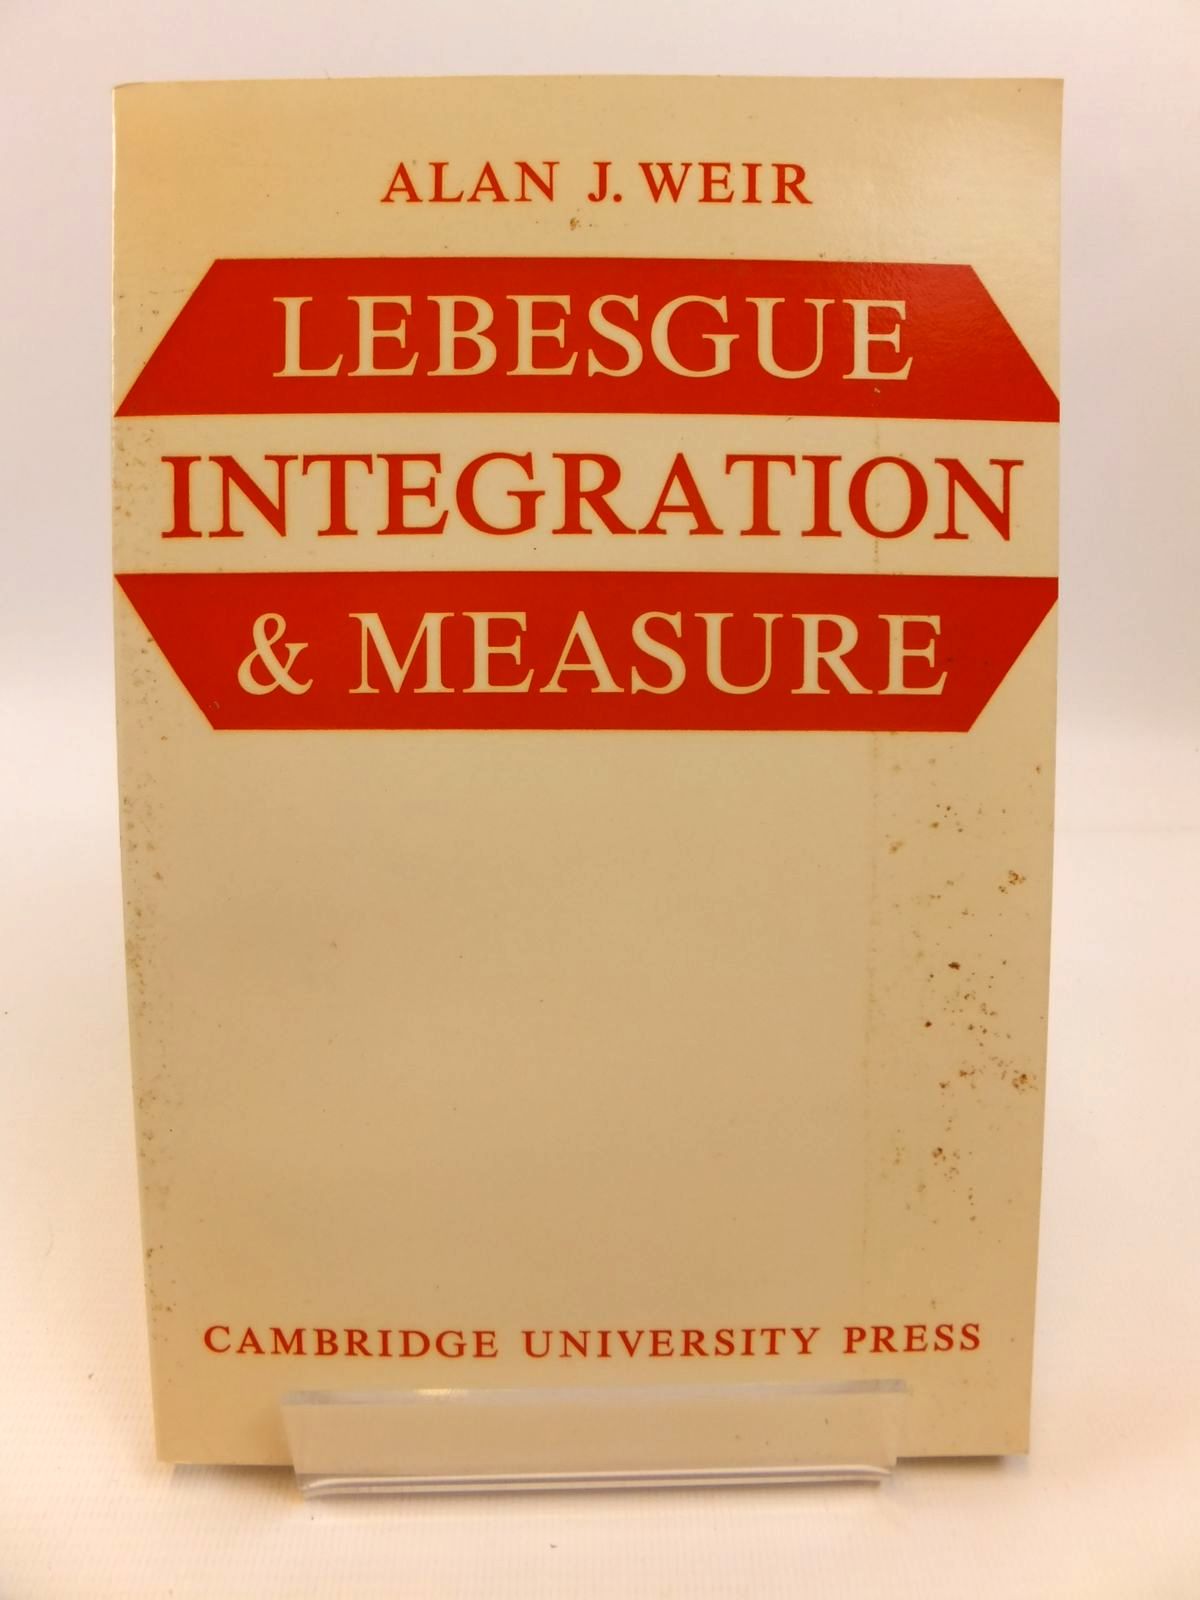 ALAN J. WEIR
LEBESGUE
INTEGRATION
& MEASURE
CAMBRIDGE UNIVERSITY PRESS